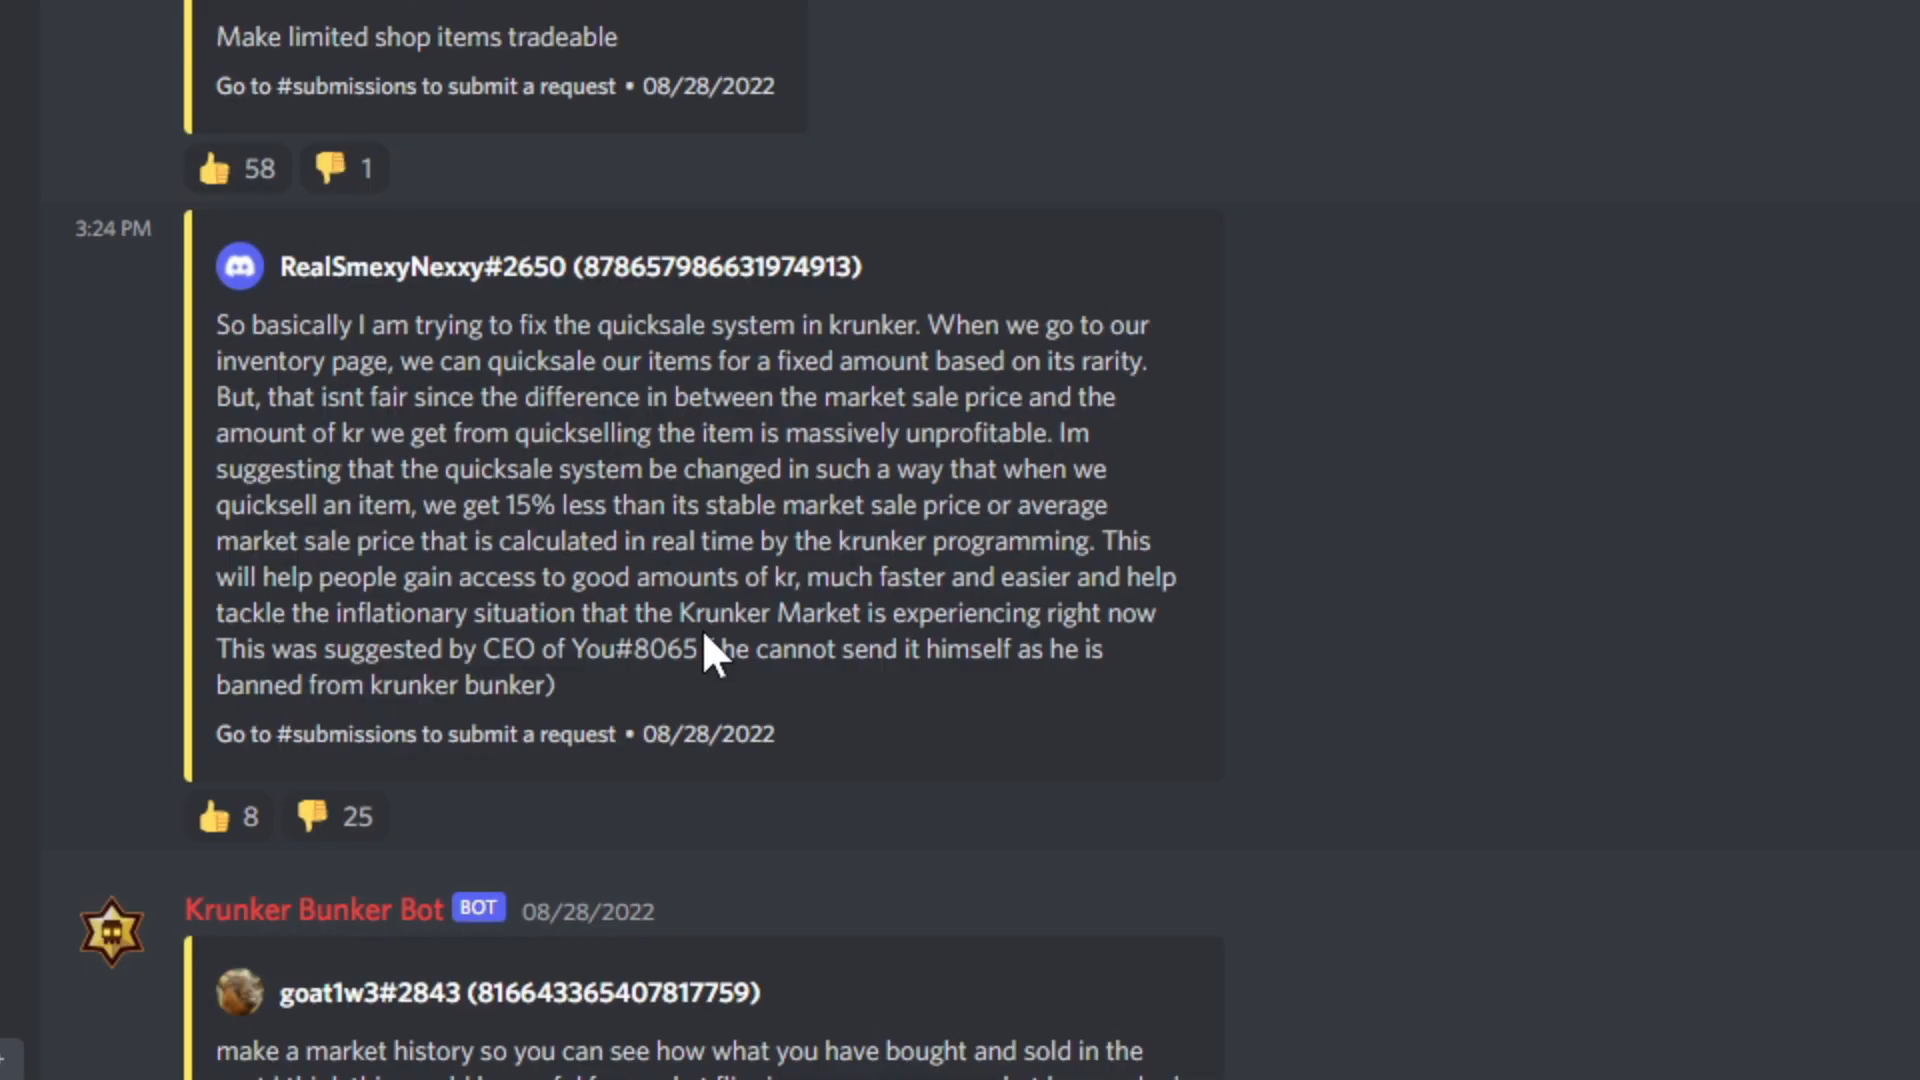 Make limited shop items tradeable
Go to #submissions to submit a request • 08/28/2022
58 1
3:24 PM
RealSmexyNexxy#2650 (878657986631974913)
So basically I am trying to fix the quicksale system in krunker. When we go to our
inventory page, we can quicksale our items for a fixed amount based on its rarity.
But, that isnt fair since the difference in between the market sale price and the
amount of kr we get from quickselling the item is massively unprofitable. Im
suggesting that the quicksale system be changed in such a way that when we
quicksell an item, we get 15% less than its stable market sale price or average
market sale price that is calculated in real time by the krunker programming. This
will help people gain access to good amounts of kr, much faster and easier and help
tackle the inflationary situation that the Krunker Market is experiencing right now
This was suggested by CEO of You#8065 he cannot send it himself as he is
banned from krunker bunker)
Go to #submissions to submit a request • 08/28/2022
8 25
Krunker Bunker Bot BOT 08/28/2022
goat1w3#2843 (816643365407817759)
make a market history so you can see how what you have bought and sold in the